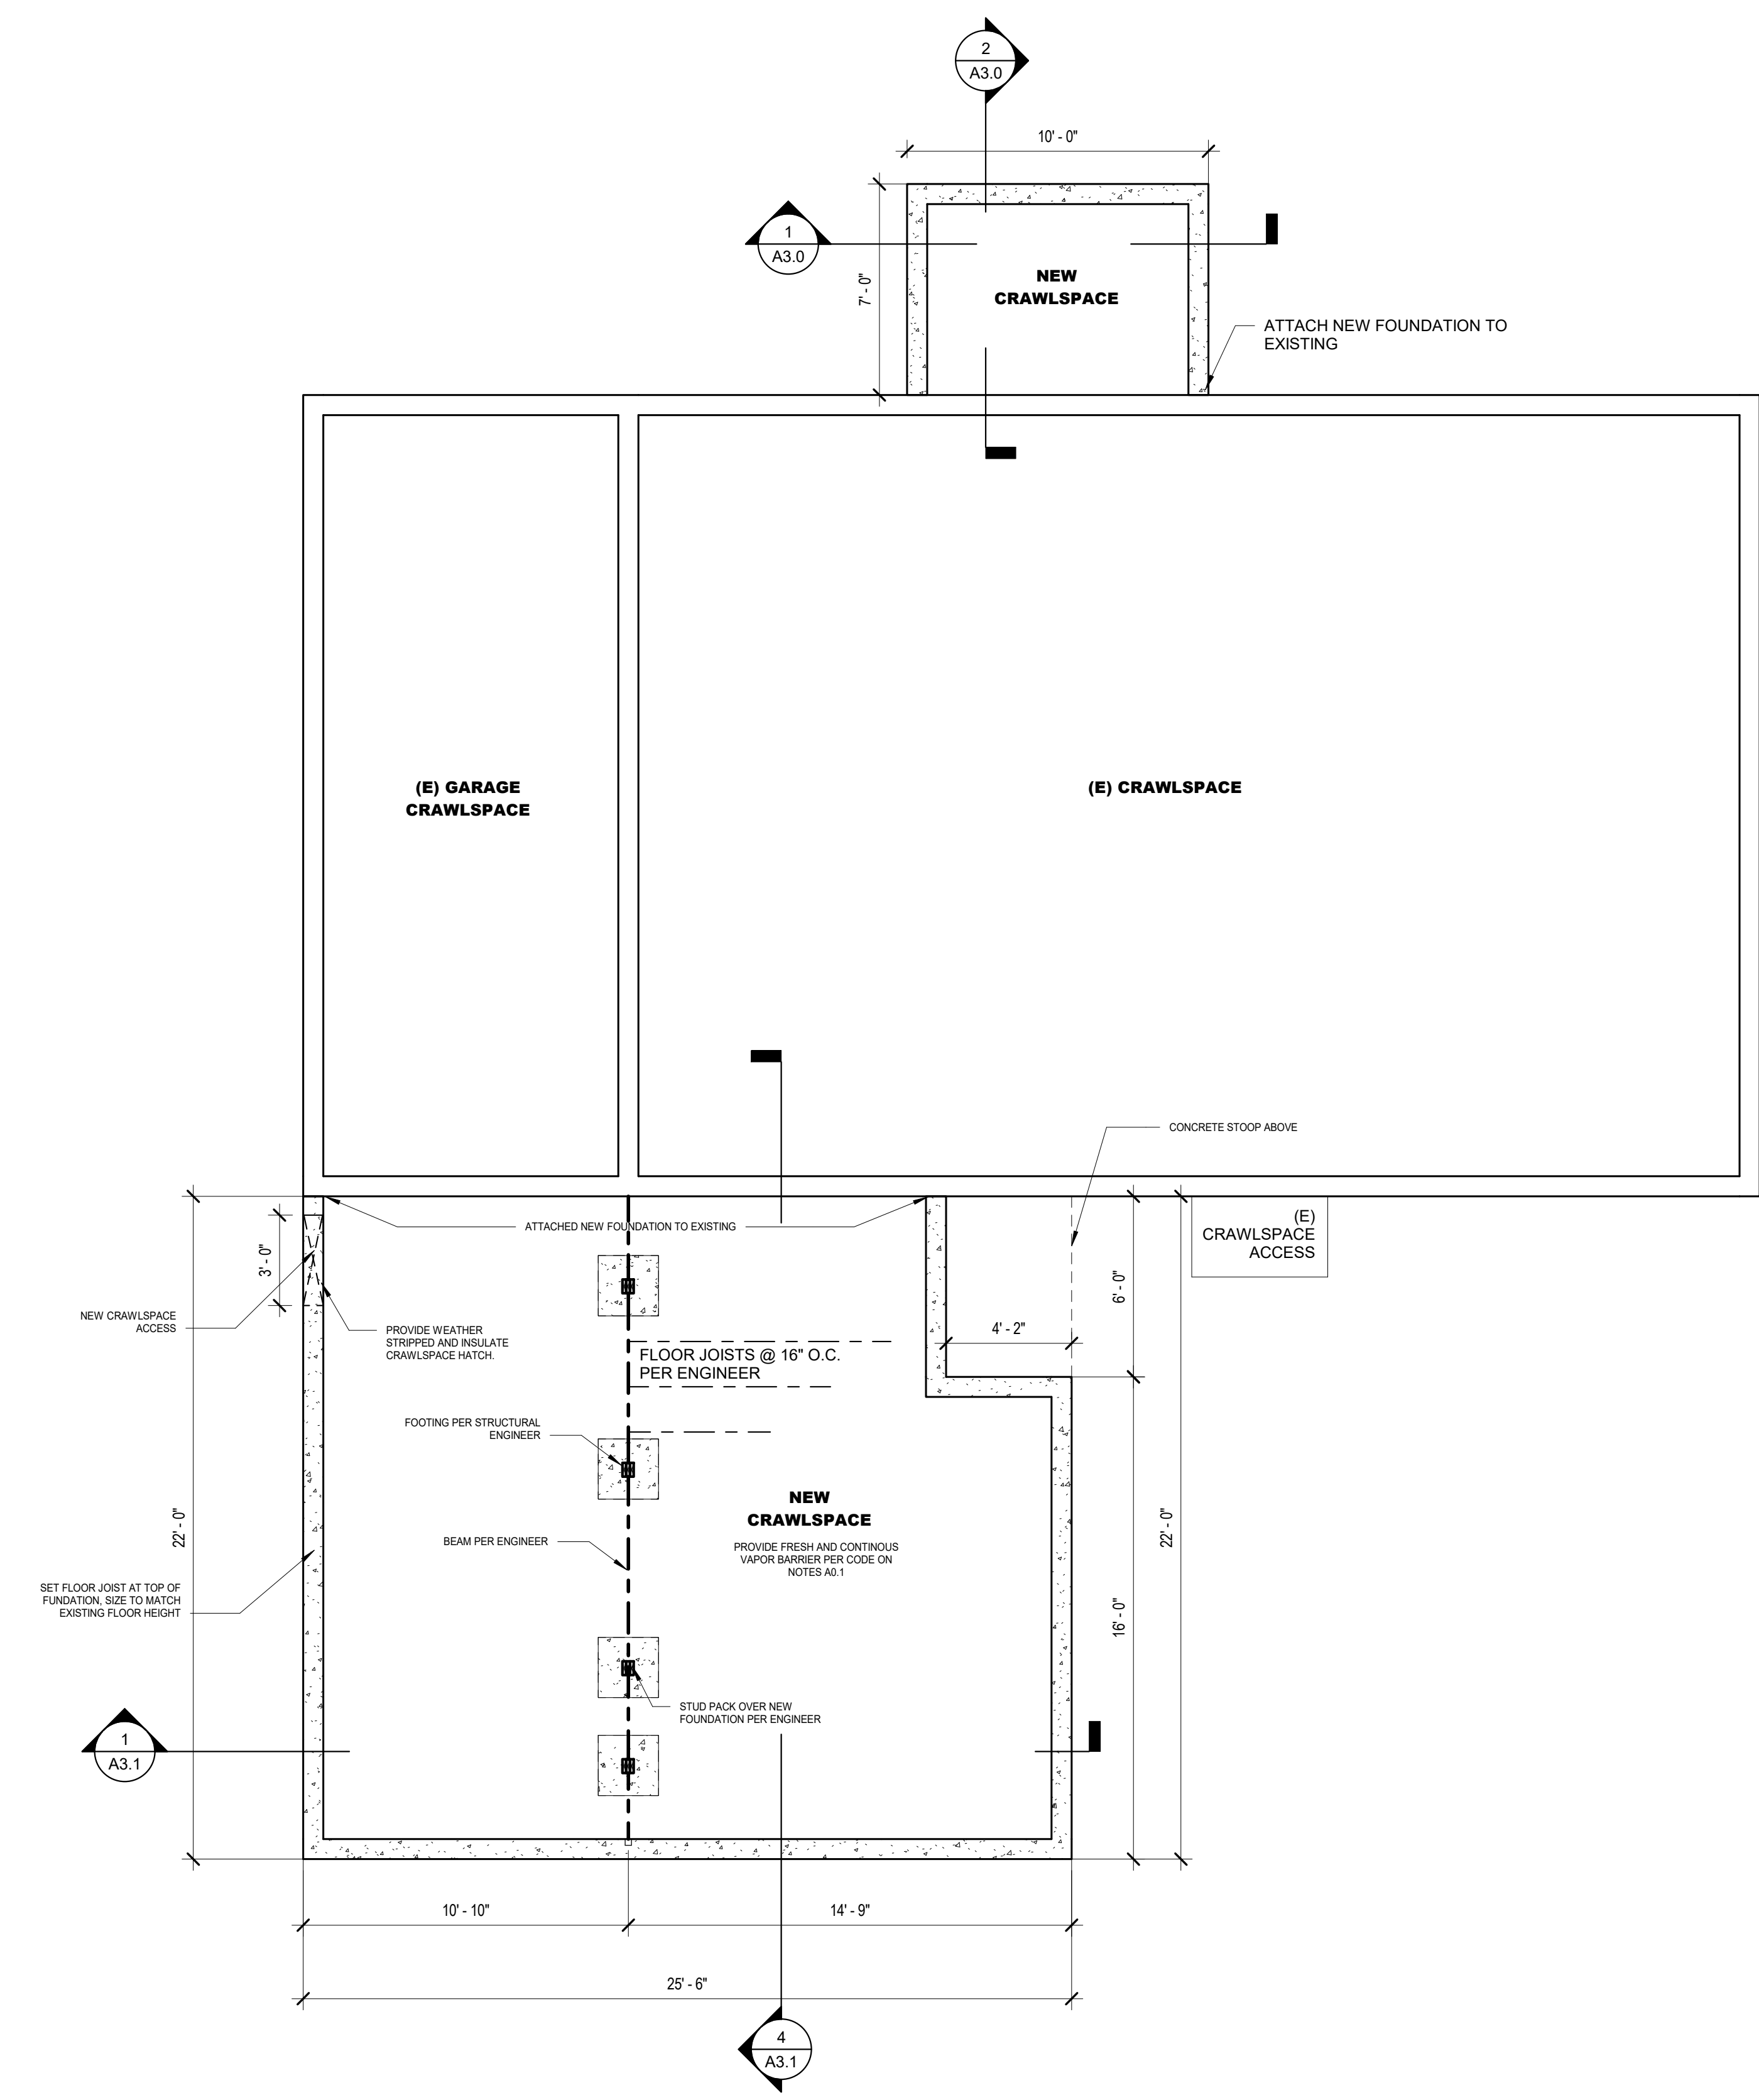 2
A3.0
10' - 0"
1
A3.0
7' - 0"
NEW
CRAWLSPACE
ATTACH NEW FOUNDATION TO
EXISTING
(E) GARAGE
CRAWLSPACE
(E) CRAWLSPACE
CONCRETE STOOP ABOVE
ATTACHED NEW FOUNDATION TO EXISTING
(E)
CRAWLSPACE
ACCESS
3' - 0"
6' - 0"
4' - 2"
NEW CRAWLSPACE
ACCESS
PROVIDE WEATHER
STRIPPED AND INSULATE
CRAWLSPACE HATCH.
FLOOR JOISTS @ 16" O.C.
PER ENGINEER
FOOTING PER STRUCTURAL
ENGINEER
NEW
CRAWLSPACE
PROVIDE FRESH AND CONTINOUS
VAPOR BARRIER PER CODE ON
NOTES A0.1
BEAM PER ENGINEER
22' - 0"
22' - 0"
16' - 0"
SET FLOOR JOIST AT TOP OF
FUNDATION, SIZE TO MATCH
EXISTING FLOOR HEIGHT
STUD PACK OVER NEW
FOUNDATION PER ENGINEER
1
A3.1
10' - 10"
14' - 9"
25' - 6"
4
A3.1